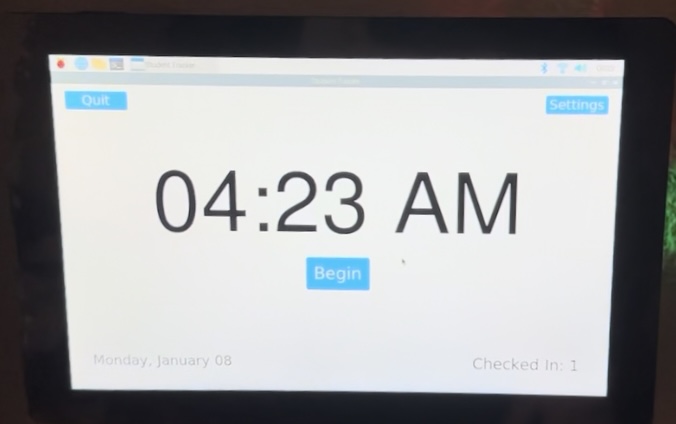 Quit
Settings
04:23 AM
Begin
Monday, January 08
Checked In: 1